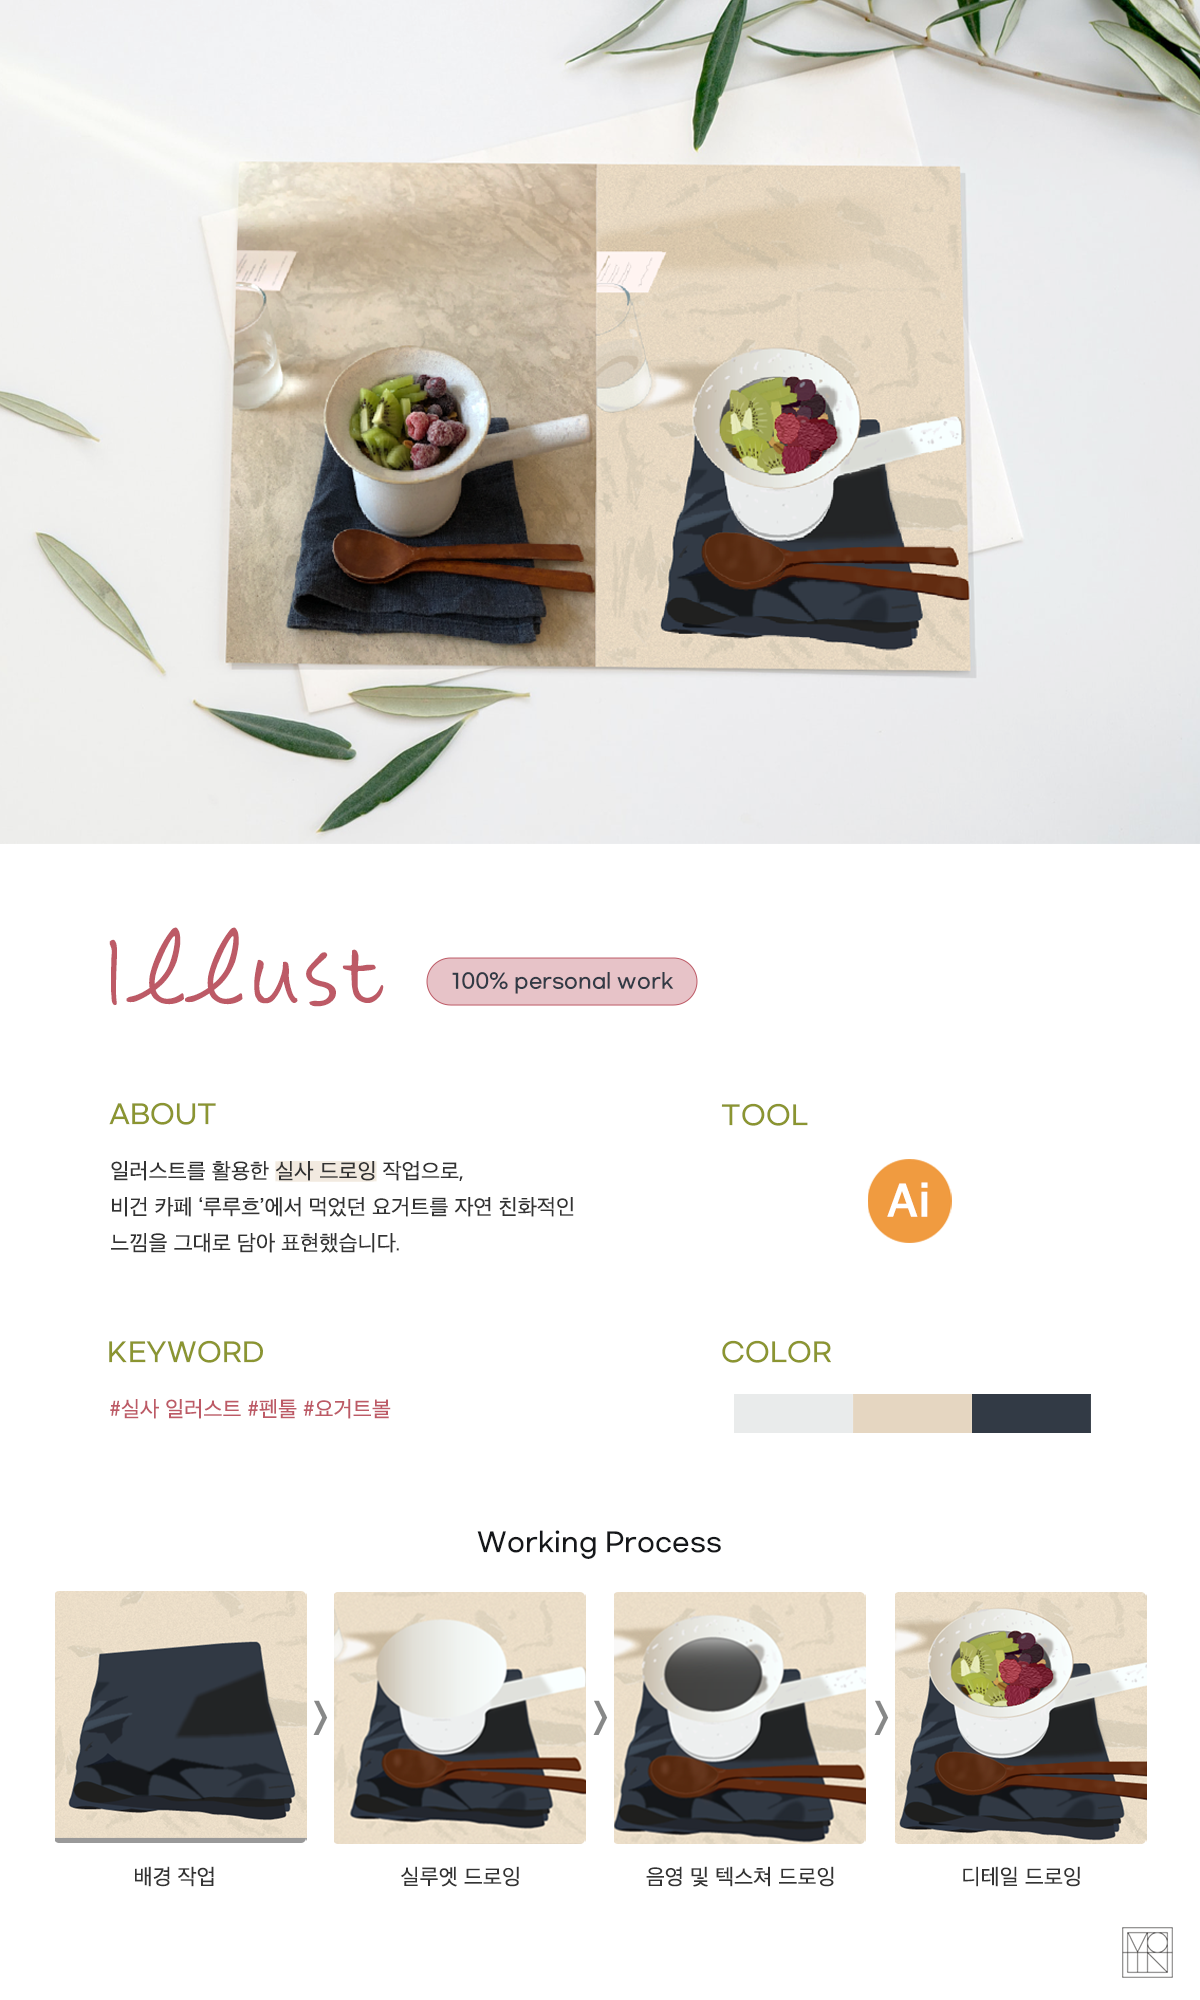 Illust
100% personal work
ABOUT
일러스트를 활용한 실사 드로잉 작업으로,
비건 카페 ‘루루흐’에서 먹었던 요거트를 자연 친화적인
느낌을 그대로 담아 표현했습니다.
TOOL
Ai
KEYWORD
#실사 일러스트 #펜툴 #요거트볼
COLOR
Working Process
배경 작업
실루엣 드로잉
음영 및 텍스쳐 드로잉
디테일 드로잉